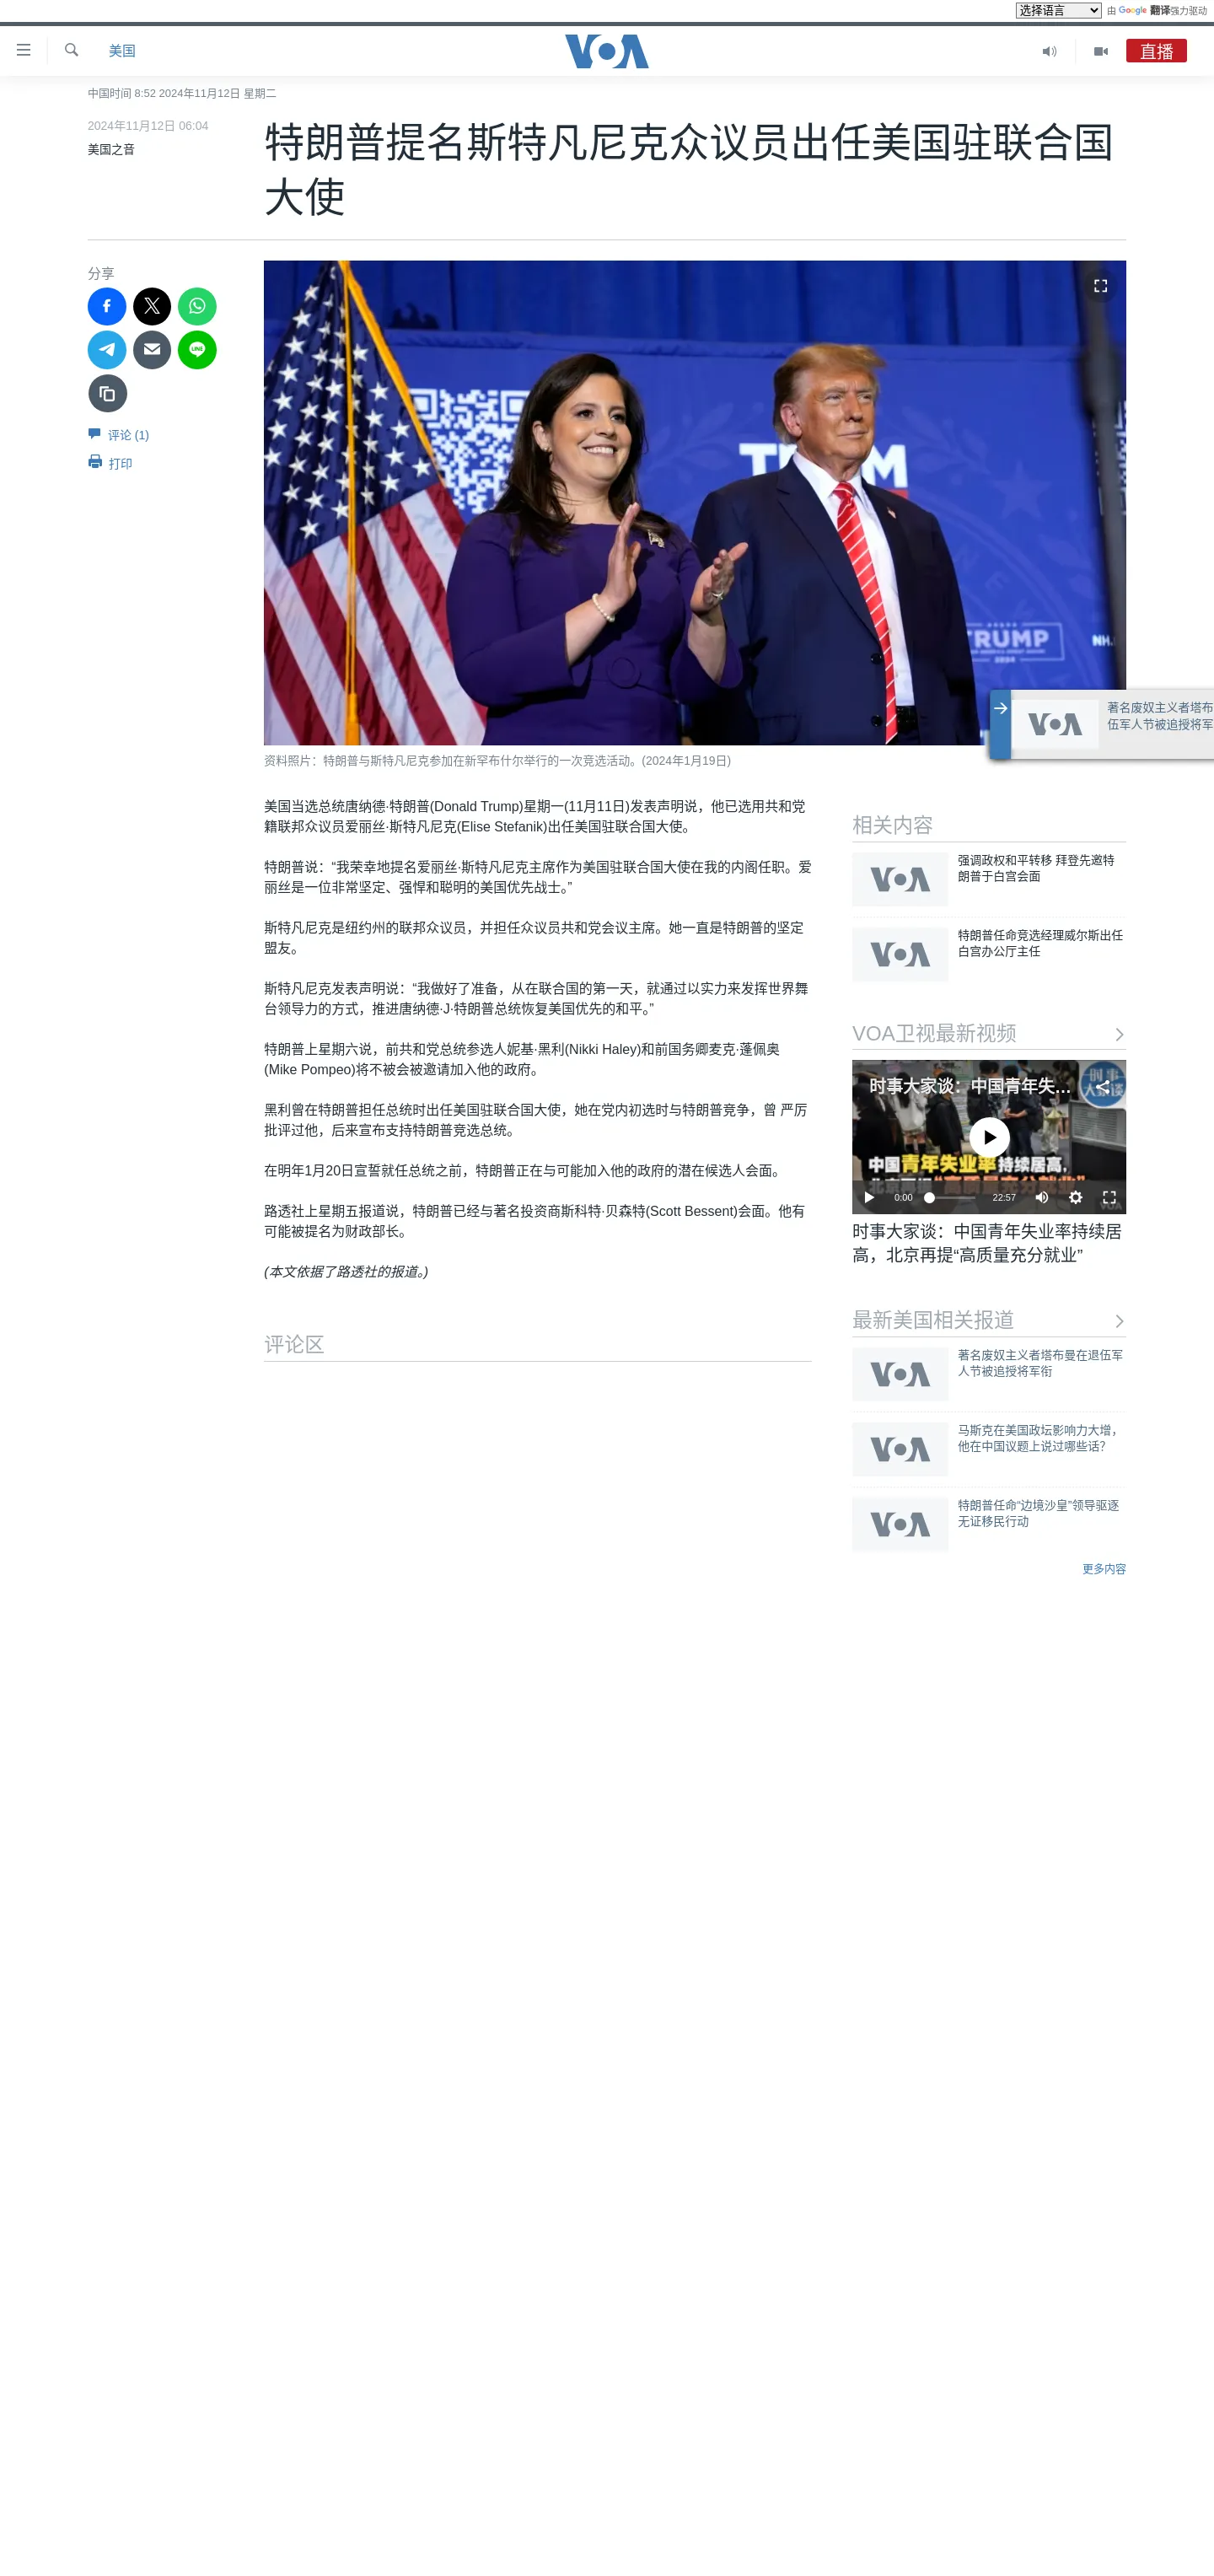 选择语言
由 Google 翻译强力驱动
美国
VOA
直播
中国时间 8:52 2024年11月12日 星期二
2024年11月12日 06:04
美国之音
特朗普提名斯特凡尼克众议员出任美国驻联合国
大使
分享
LINE
评论 (1)
打印
TRUMP
2024
NH.
VOA
著名废奴主义者塔布
伍军人节被追授将军
资料照片：特朗普与斯特凡尼克参加在新罕布什尔举行的一次竞选活动。(2024年1月19日)
美国当选总统唐纳德·特朗普(Donald Trump)星期一(11月11日)发表声明说，他已选用共和党
籍联邦众议员爱丽丝·斯特凡尼克(Elise Stefanik)出任美国驻联合国大使。
特朗普说：“我荣幸地提名爱丽丝·斯特凡尼克主席作为美国驻联合国大使在我的内阁任职。爱
丽丝是一位非常坚定、强悍和聪明的美国优先战士。”
斯特凡尼克是纽约州的联邦众议员，并担任众议员共和党会议主席。她一直是特朗普的坚定
盟友。
斯特凡尼克发表声明说：“我做好了准备，从在联合国的第一天，就通过以实力来发挥世界舞
台领导力的方式，推进唐纳德·J·特朗普总统恢复美国优先的和平。”
特朗普上星期六说，前共和党总统参选人妮基·黑利(Nikki Haley)和前国务卿麦克·蓬佩奥
(Mike Pompeo)将不被会被邀请加入他的政府。
黑利曾在特朗普担任总统时出任美国驻联合国大使，她在党内初选时与特朗普竞争，曾 严厉
批评过他，后来宣布支持特朗普竞选总统。
在明年1月20日宣誓就任总统之前，特朗普正在与可能加入他的政府的潜在候选人会面。
路透社上星期五报道说，特朗普已经与著名投资商斯科特·贝森特(Scott Bessent)会面。他有
可能被提名为财政部长。
(本文依据了路透社的报道。)
评论区
相关内容
VOA
强调政权和平转移 拜登先邀特
朗普于白宫会面
VOA
特朗普任命竞选经理威尔斯出任
白宫办公厅主任
VOA卫视最新视频
时事大家谈：中国青年失...
时事
大家谈
中国青年失业率持续居高，
0:00
22:57
VOA
时事大家谈：中国青年失业率持续居
高，北京再提“高质量充分就业”
最新美国相关报道
VOA
著名废奴主义者塔布曼在退伍军
人节被追授将军衔
VOA
马斯克在美国政坛影响力大增，
他在中国议题上说过哪些话？
VOA
特朗普任命“边境沙皇”领导驱逐
无证移民行动
更多内容